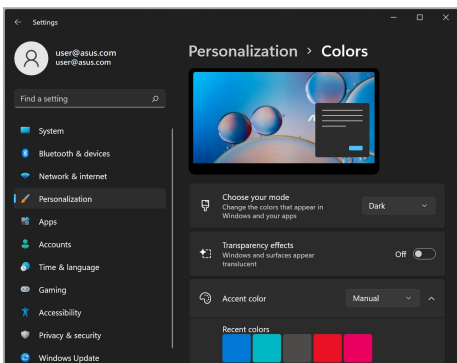 Settings
user@asus.com
user@asus.com
Find a setting
System
Bluetooth & devices
Network & internet
Personalization
Apps
Accounts
Time & language
Gaming
Accessibility
Privacy & security
Windows Update
Personalization > Colors
Choose your mode
Change the colors that appear in
Windows and your apps
Dark
Transparency effects
Windows and surfaces appear
translucent
Off
Accent color
Manual
Recent colors